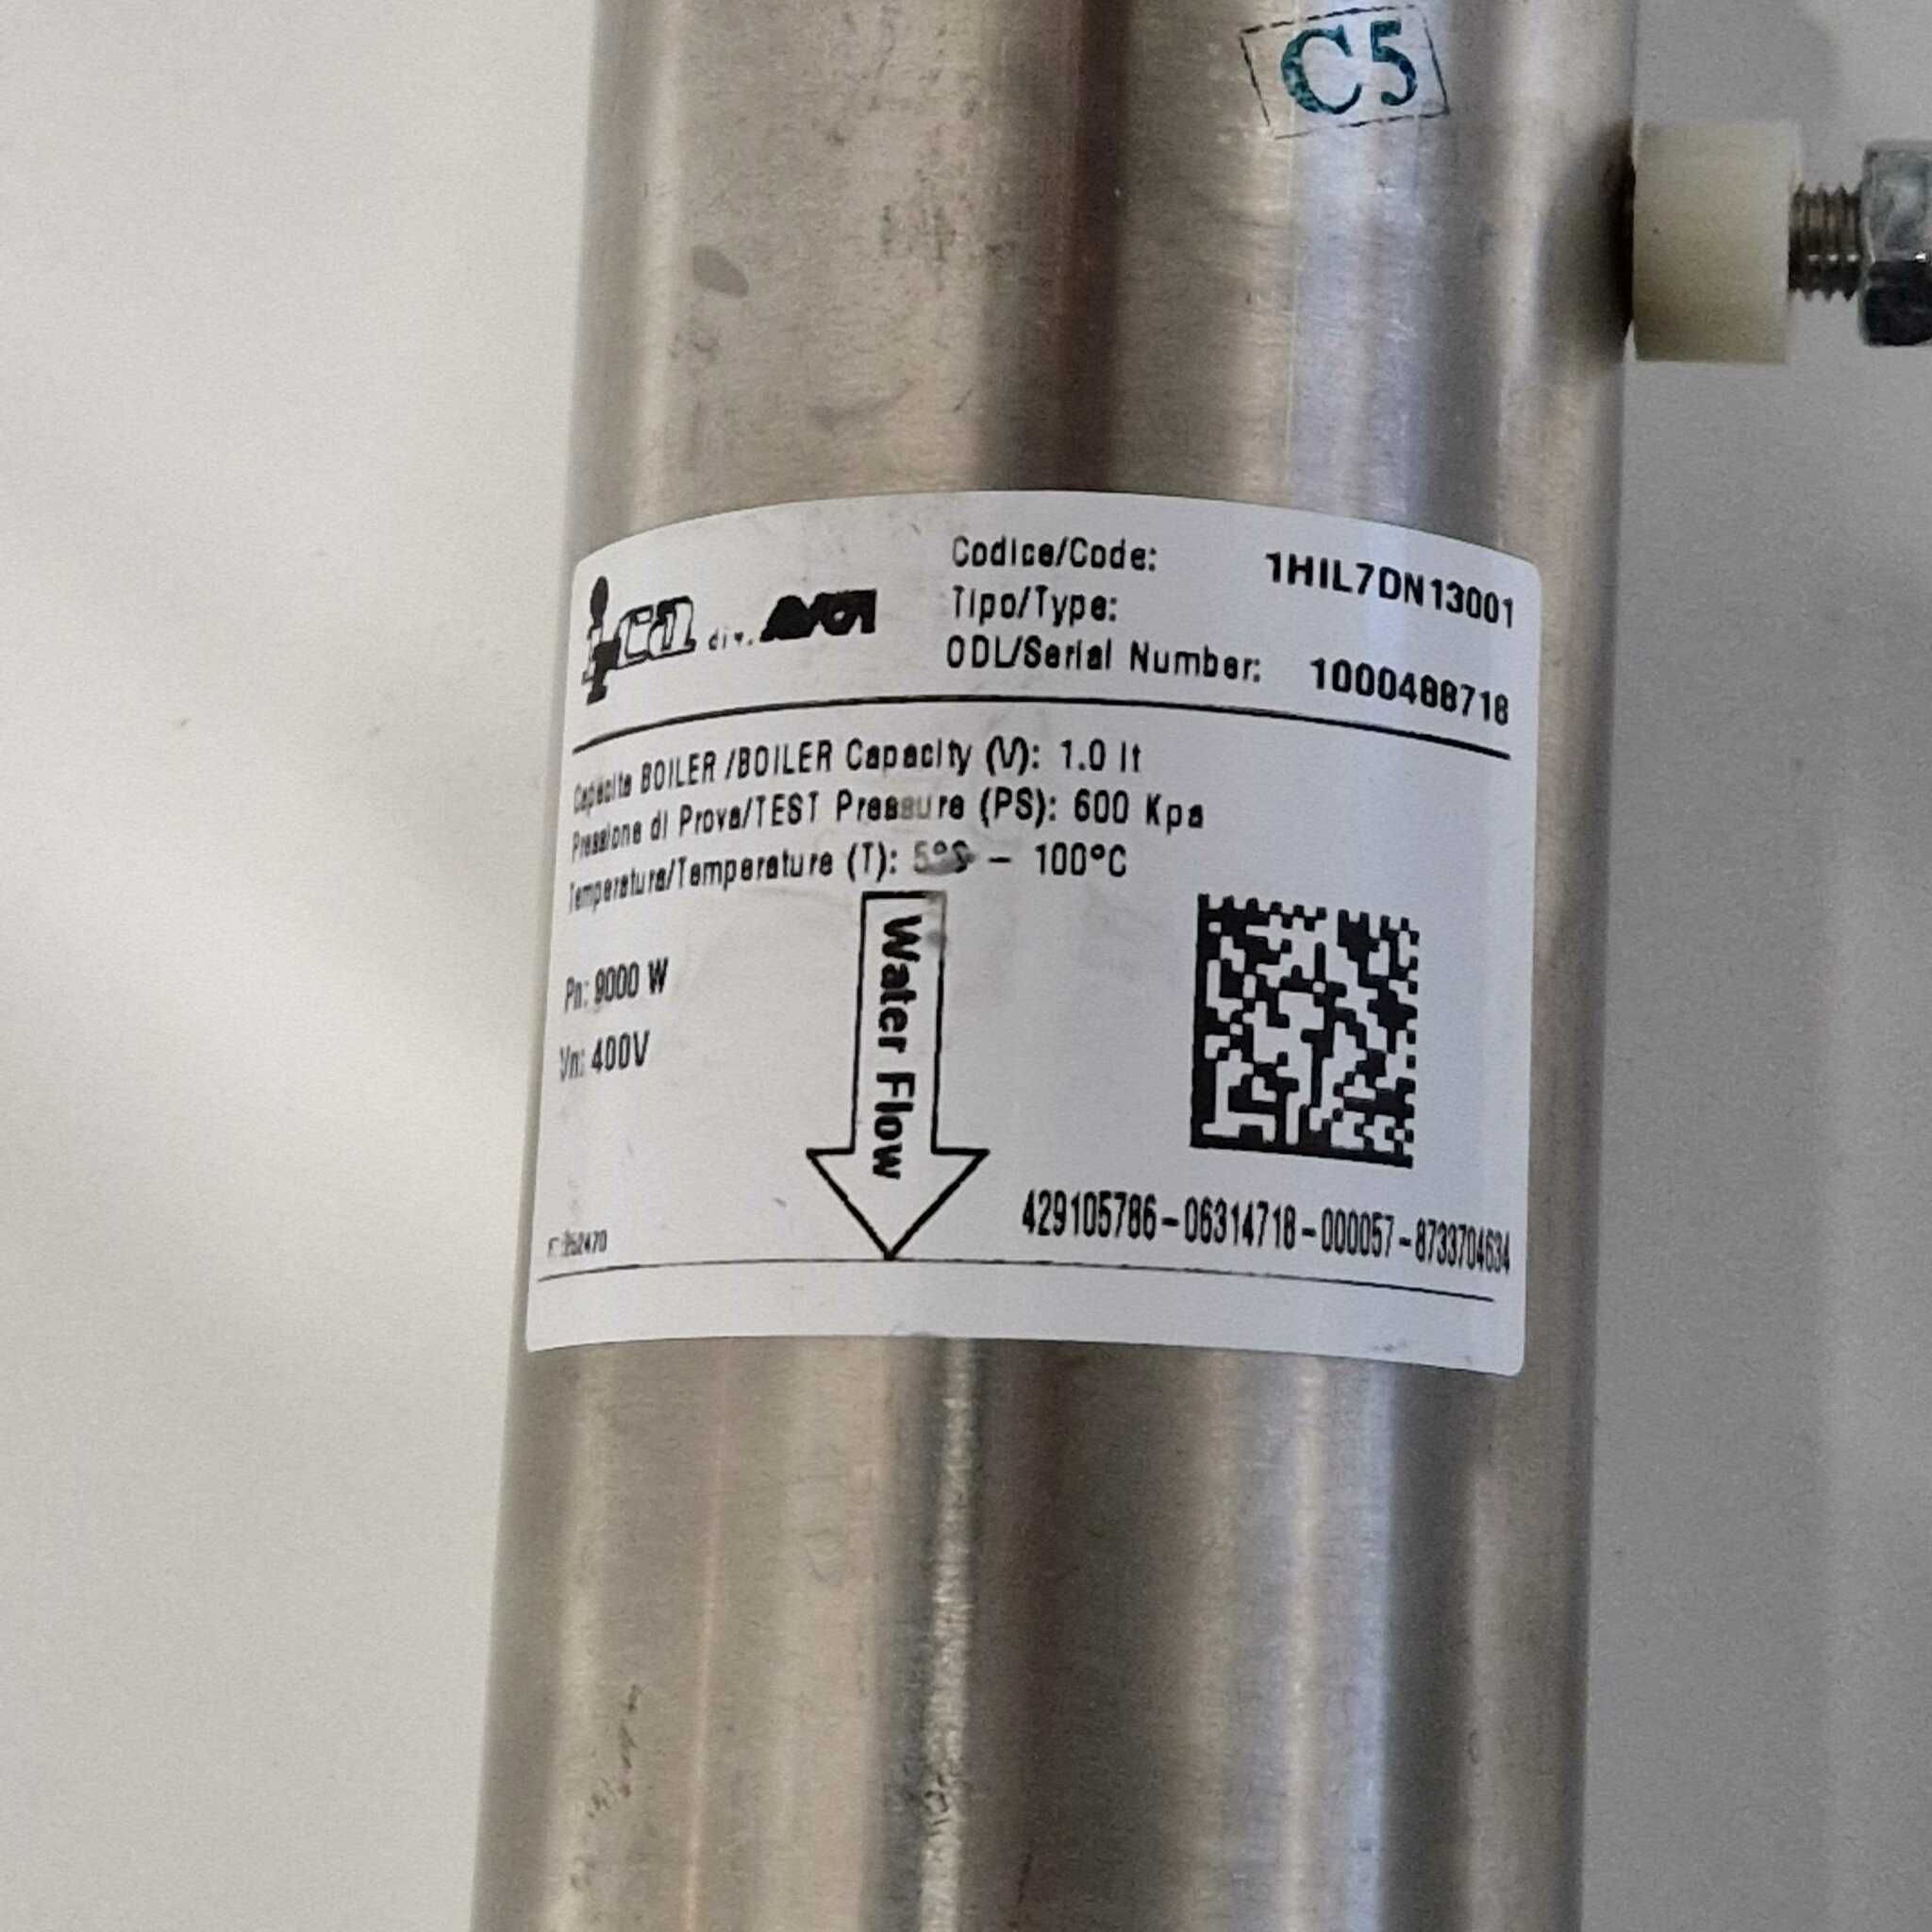 C5
ica div.
Codice/Code: 1HIL7DN13001
Tipo/Type:
ODL/Serial Number: 1000488718
Capacita BOILER /BOILER Capacity (V): 1.0 lt
Pressione di Prova/TEST Pressure (PS): 600 Kpa
Temperatura/Temperature (T): – 100°C
Pn: 9000 W
Vn: 400V
Water Flow
429105786-06314718-000057-8733704634